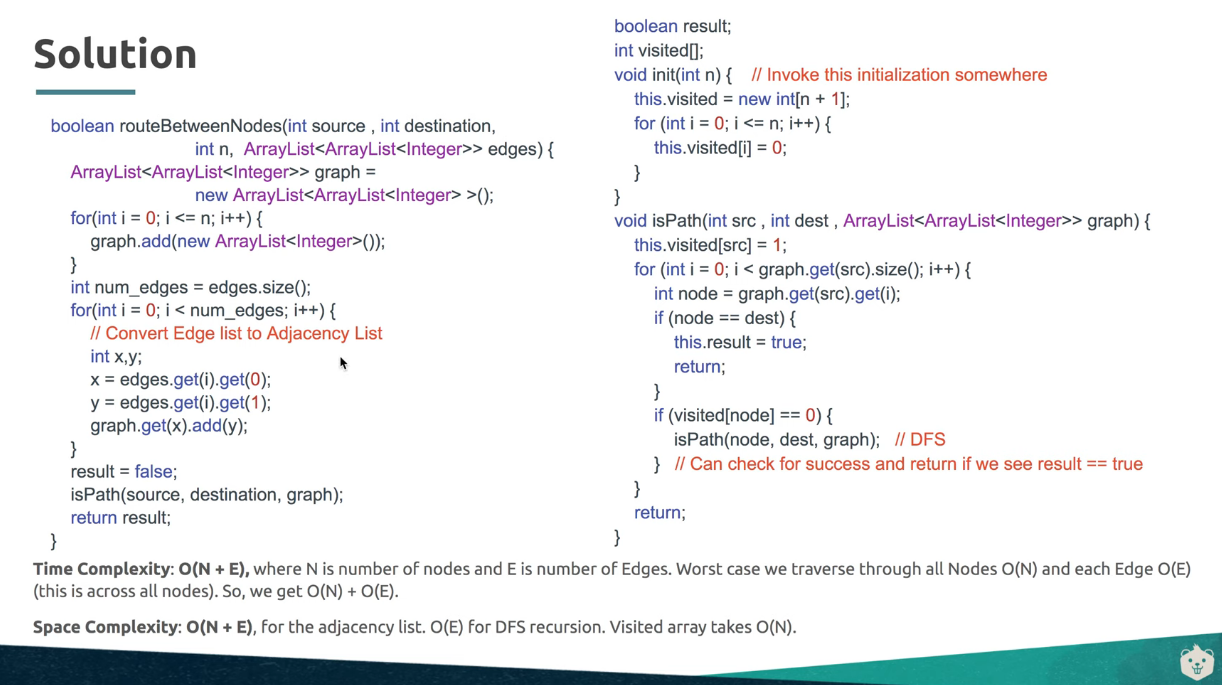 Solution
boolean routeBetweenNodes(int source , int destination,
int n,  ArrayList<ArrayList<Integer>> edges) {
ArrayList<ArrayList<Integer>> graph =
new ArrayList<ArrayList<Integer> >();
for(int i = 0; i <= n; i++) {
graph.add(new ArrayList<Integer>());
}
int num_edges = edges.size();
for(int i = 0; i < num_edges; i++) {
// Convert Edge list to Adjacency List
int x,y;
x = edges.get(i).get(0);
y = edges.get(i).get(1);
graph.get(x).add(y);
}
result = false;
isPath(source, destination, graph);
return result;
}
boolean result;
int visited[];
void init(int n) {   // Invoke this initialization somewhere
this.visited = new int[n + 1];
for (int i = 0; i <= n; i++) {
this.visited[i] = 0;
}
}
void isPath(int src , int dest , ArrayList<ArrayList<Integer>> graph) {
this.visited[src] = 1;
for (int i = 0; i < graph.get(src).size(); i++) {
int node = graph.get(src).get(i);
if (node == dest) {
this.result = true;
return;
}
if (visited[node] == 0) {
isPath(node, dest, graph);   // DFS
}   // Can check for success and return if we see result == true
}
return;
}
Time Complexity: O(N + E), where N is number of nodes and E is number of Edges. Worst case we traverse through all Nodes O(N) and each Edge O(E)
(this is across all nodes). So, we get O(N) + O(E).
Space Complexity: O(N + E), for the adjacency list. O(E) for DFS recursion. Visited array takes O(N).